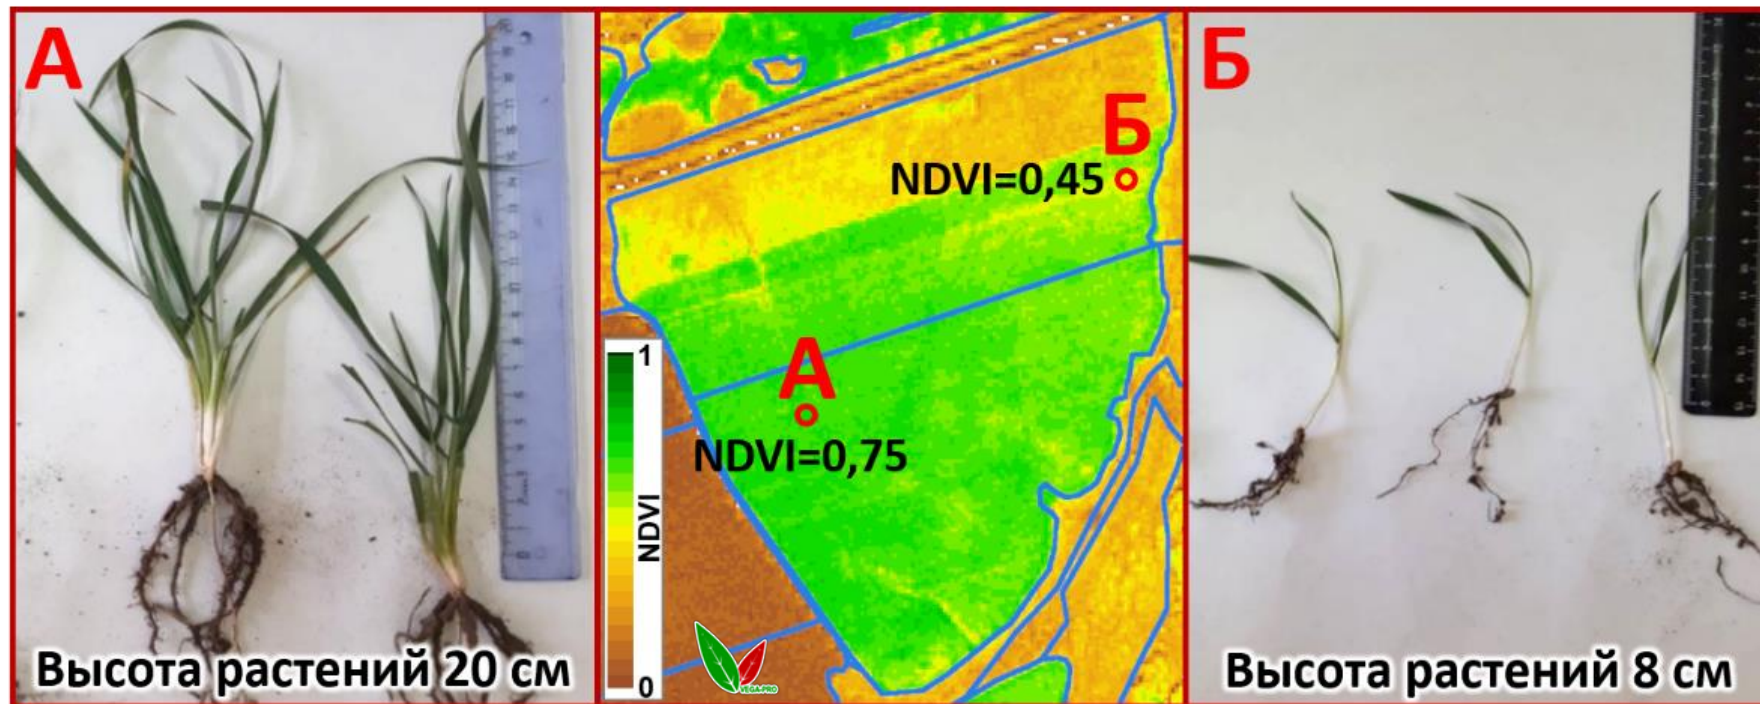 А
Высота растений 20 см
Б
NDVI=0,45
А
NDVI=0,75
1
NDVI
0
VEGA-PRO
Б
Высота растений 8 см